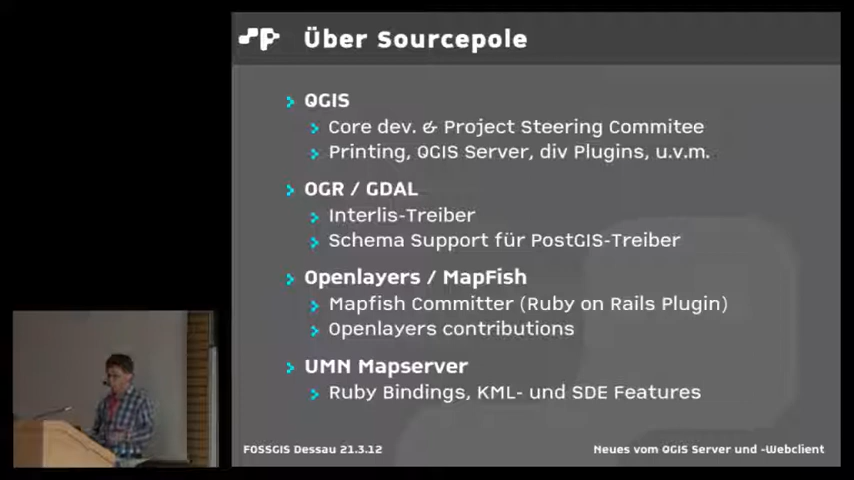 Über Sourcepole
QGIS
Core dev. & Project Steering Commitee
Printing, QGIS Server, div Plugins, u.v.m.
OGR / GDAL
Interlis-Treiber
Schema Support für PostGIS-Treiber
Openlayers / MapFish
Mapfish Committer (Ruby on Rails Plugin)
Openlayers contributions
UMN Mapserver
Ruby Bindings, KML- und SDE Features
FOSSGIS Dessau 21.3.12
Neues vom QGIS Server und -Webclient